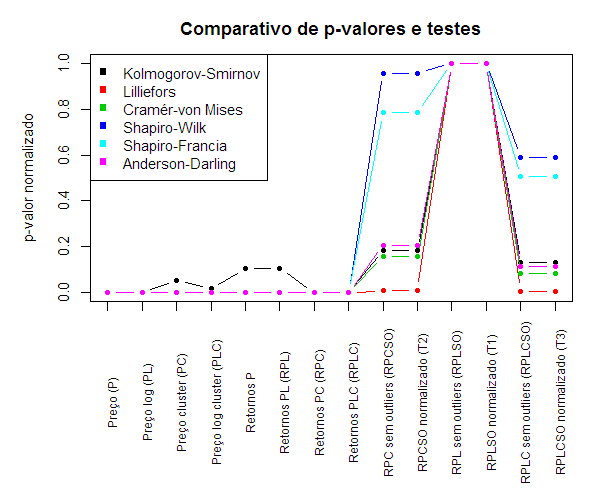 Comparativo de p-valores e testes
p-valor normalizado
1.0
0.8
0.6
0.4
0.2
0.0
Kolmogorov-Smirnov
Lilliefors
Cramér-von Mises
Shapiro-Wilk
Shapiro-Francia
Anderson-Darling
Preço (P)
Preço log (PL)
Preço cluster (PC)
Preço log cluster (PLC)
Retornos P
Retornos PL (RPL)
Retornos PC (RPC)
Retornos PLC (RPLC)
RPC sem outliers (RPCSO)
RPCSO normalizado (T2)
RPL sem outliers (RPLSO)
RPLSO normalizado (T1)
RPLC sem outliers (RPLCSO)
RPLCSO normalizado (T3)